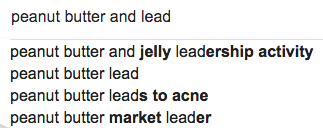 peanut butter and lead
peanut butter and jelly leadership activity
peanut butter lead
peanut butter leads to acne
peanut butter market leader